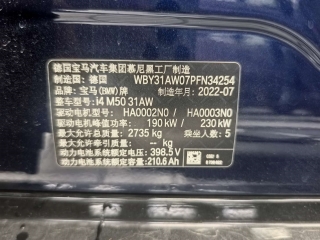 德国宝马汽车集团慕尼黑工厂制造
制造国：德国 WBY31AW07PFN34254
品牌：宝马(BMW)牌 制造年月：2022-07
整车型号：i4 M50 31AW
驱动电机型号： HA0002N0 / HA0003N0
驱动电机峰值功率： 190 kW / 230 kW
最大允许总质量： 2735 kg 乘坐人数： 5
最大允许牵引质量： -- kg
动力电池系统额定电压：398.5 V
动力电池系统额定容量：210.6 Ah